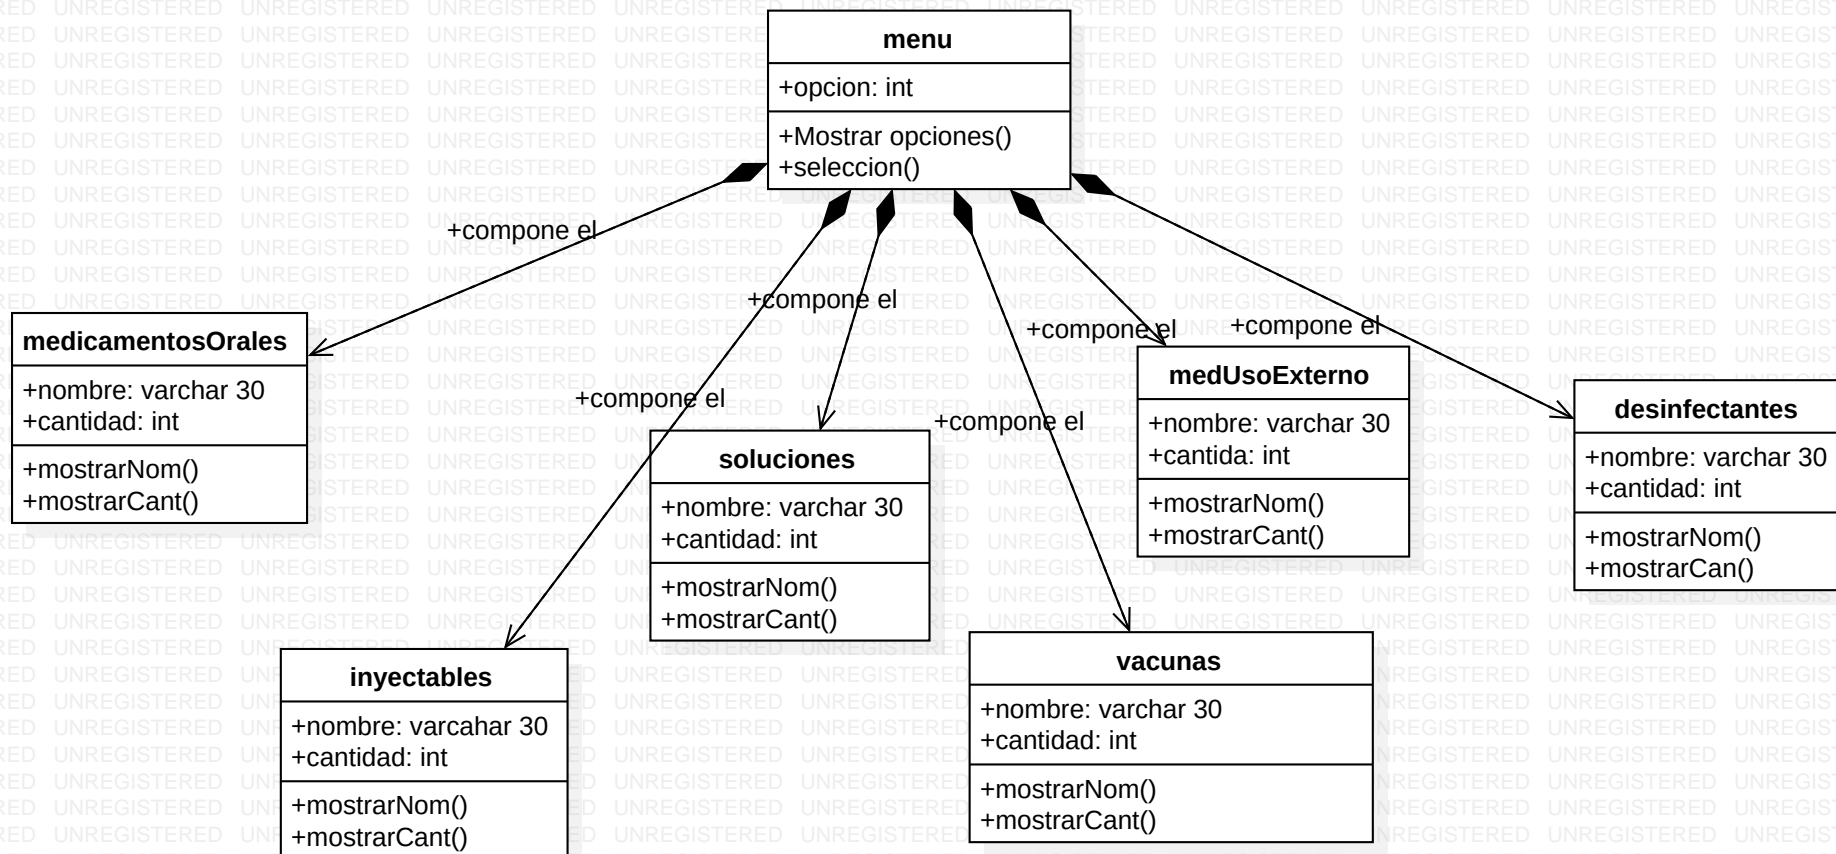 menu
+opcion: int
+Mostrar opciones()
+seleccion()
+compone el
+compone el
+compone el
+compone el
+compone el
+compone el
medicamentosOrales
+nombre: varchar 30
+cantidad: int
+mostrarNom()
+mostrarCant()
inyectables
+nombre: varcahar 30
+cantidad: int
+mostrarNom()
+mostrarCant()
soluciones
+nombre: varchar 30
+cantidad: int
+mostrarNom()
+mostrarCant()
vacunas
+nombre: varchar 30
+cantidad: int
+mostrarNom()
+mostrarCant()
medUsoExterno
+nombre: varchar 30
+cantida: int
+mostrarNom()
+mostrarCant()
desinfectantes
+nombre: varchar 30
+cantidad: int
+mostrarNom()
+mostrarCan()
UNREGISTERED